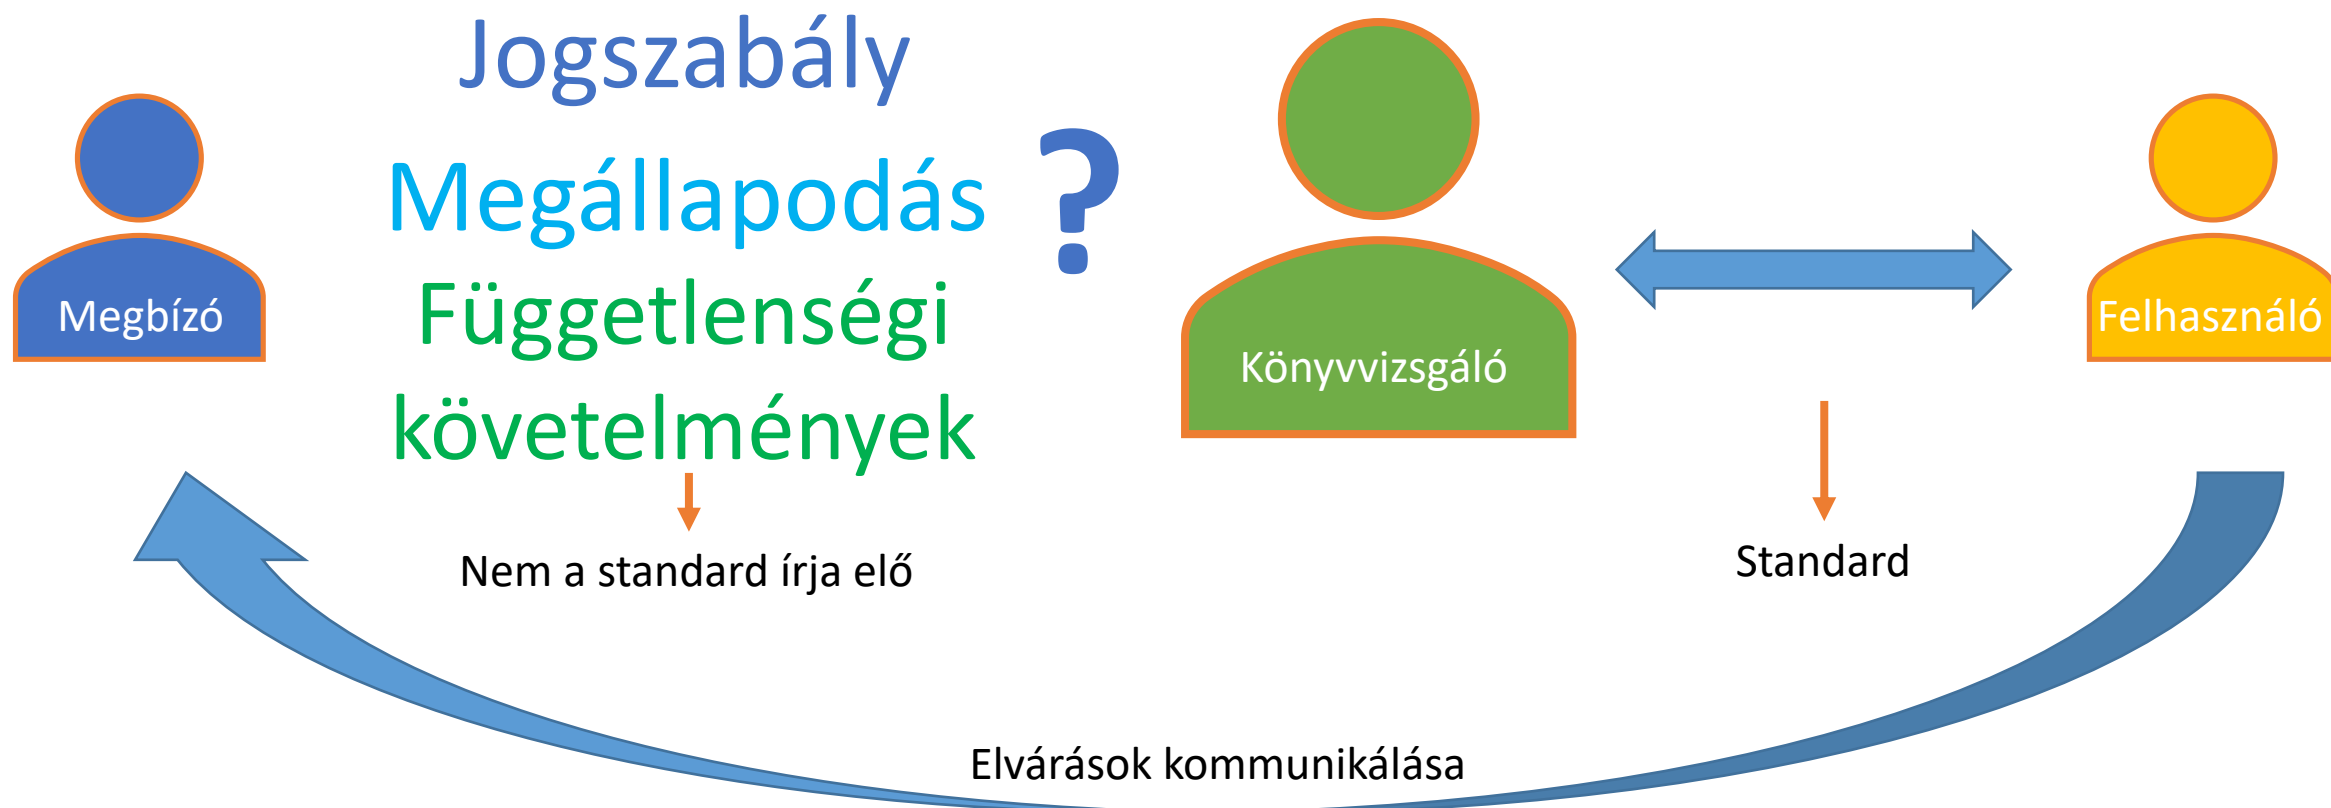 Jogszabály
Megállapodás
?
Függetlenségi
követelmények
Megbízó
Könyvvizsgáló
Felhasználó
Nem a standard írja elő
Standard
Elvárások kommunikálása